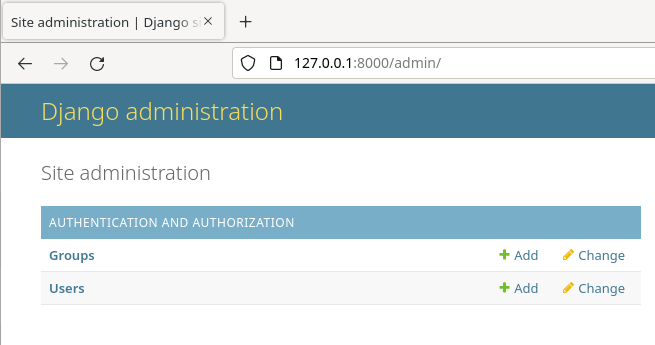 Site administration | Django s
127.0.0.1:8000/admin/
Django administration
Site administration
AUTHENTICATION AND AUTHORIZATION
Groups Add Change
Users Add Change